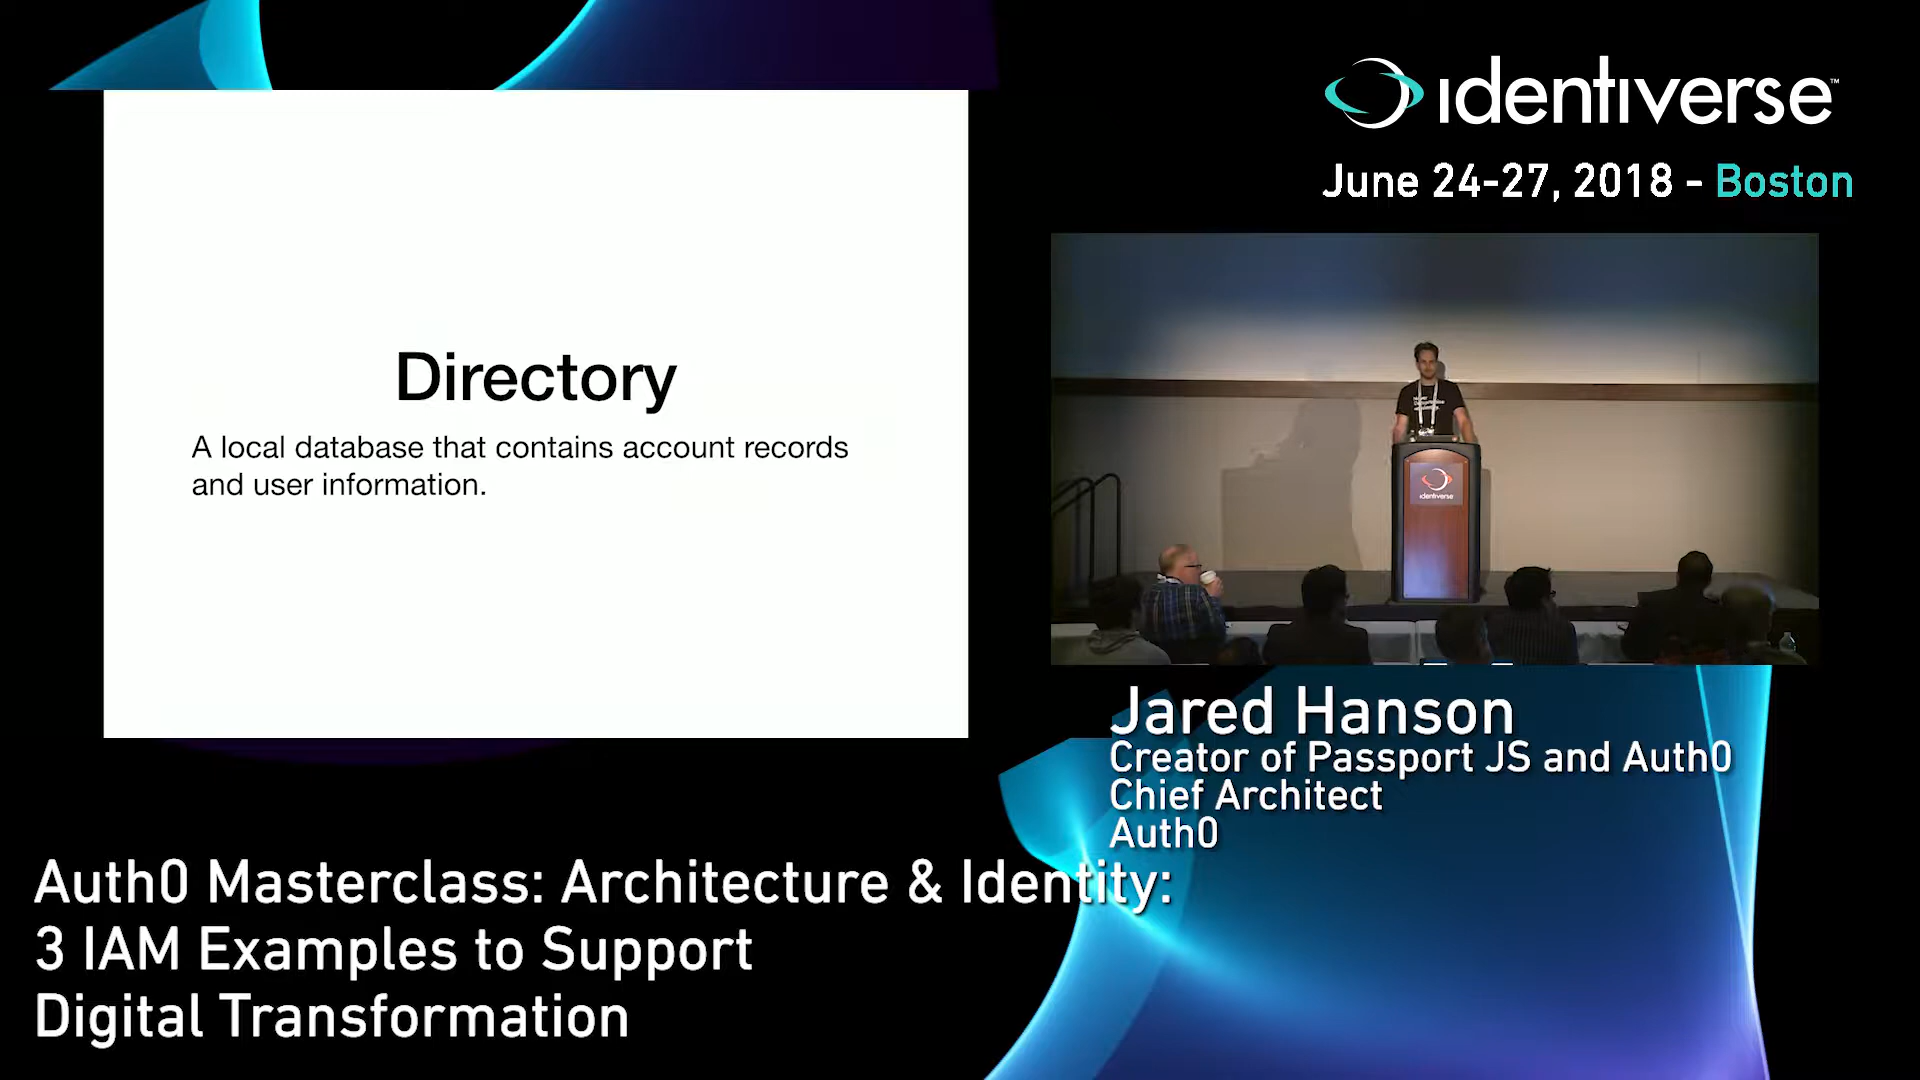 identiverse™
June 24-27, 2018 - Boston
Directory
A local database that contains account records
and user information.
identiverse
Jared Hanson
Creator of Passport JS and Auth0
Chief Architect
Auth0
Auth0 Masterclass: Architecture & Identity:
3 IAM Examples to Support
Digital Transformation